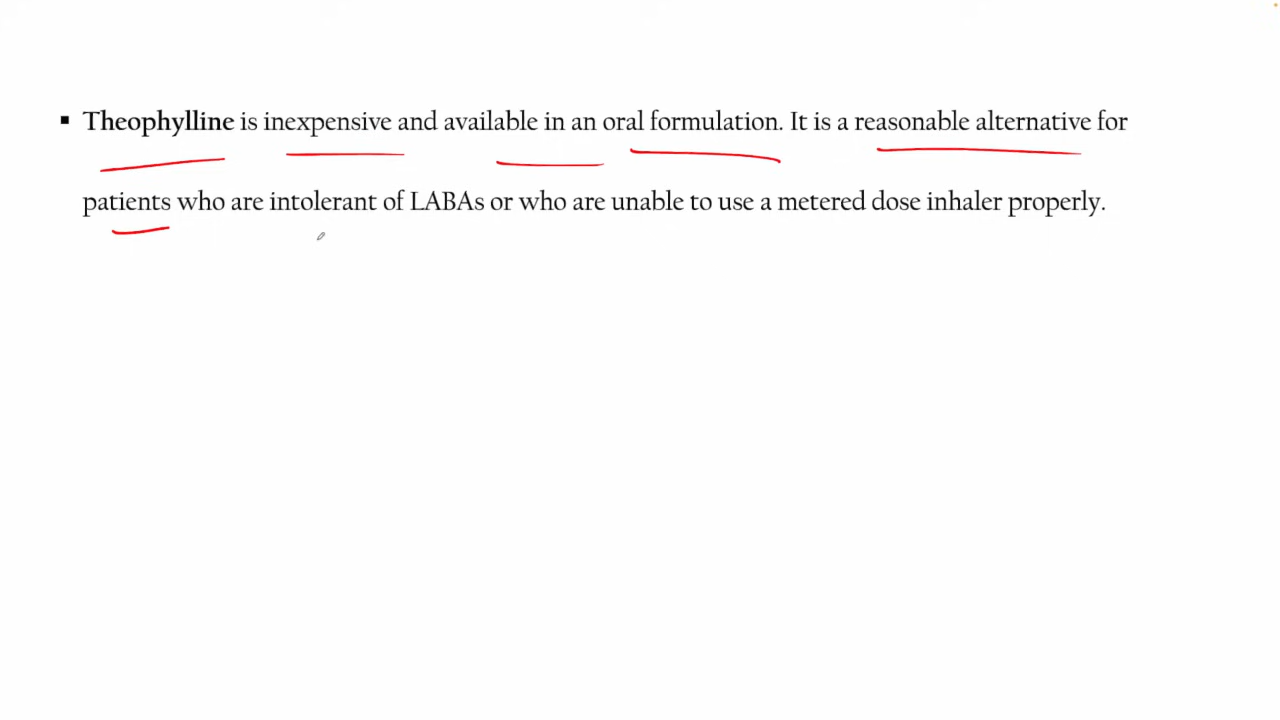 ▪ Theophylline is inexpensive and available in an oral formulation. It is a reasonable alternative for
patients who are intolerant of LABAs or who are unable to use a metered dose inhaler properly.